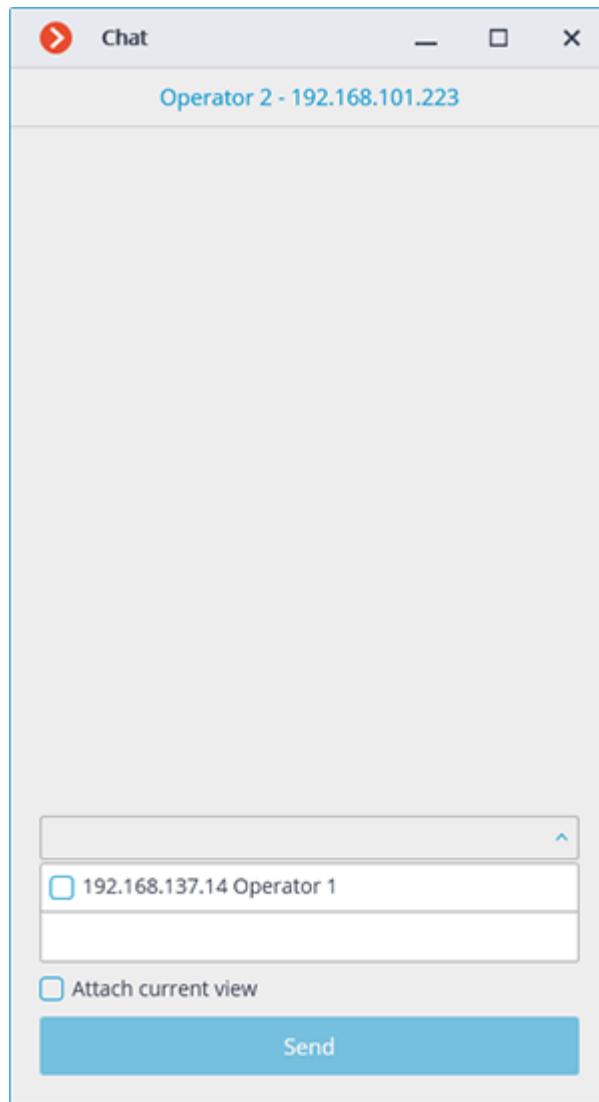 Chat
Operator 2 - 192.168.101.223
192.168.137.14 Operator 1
Attach current view
Send